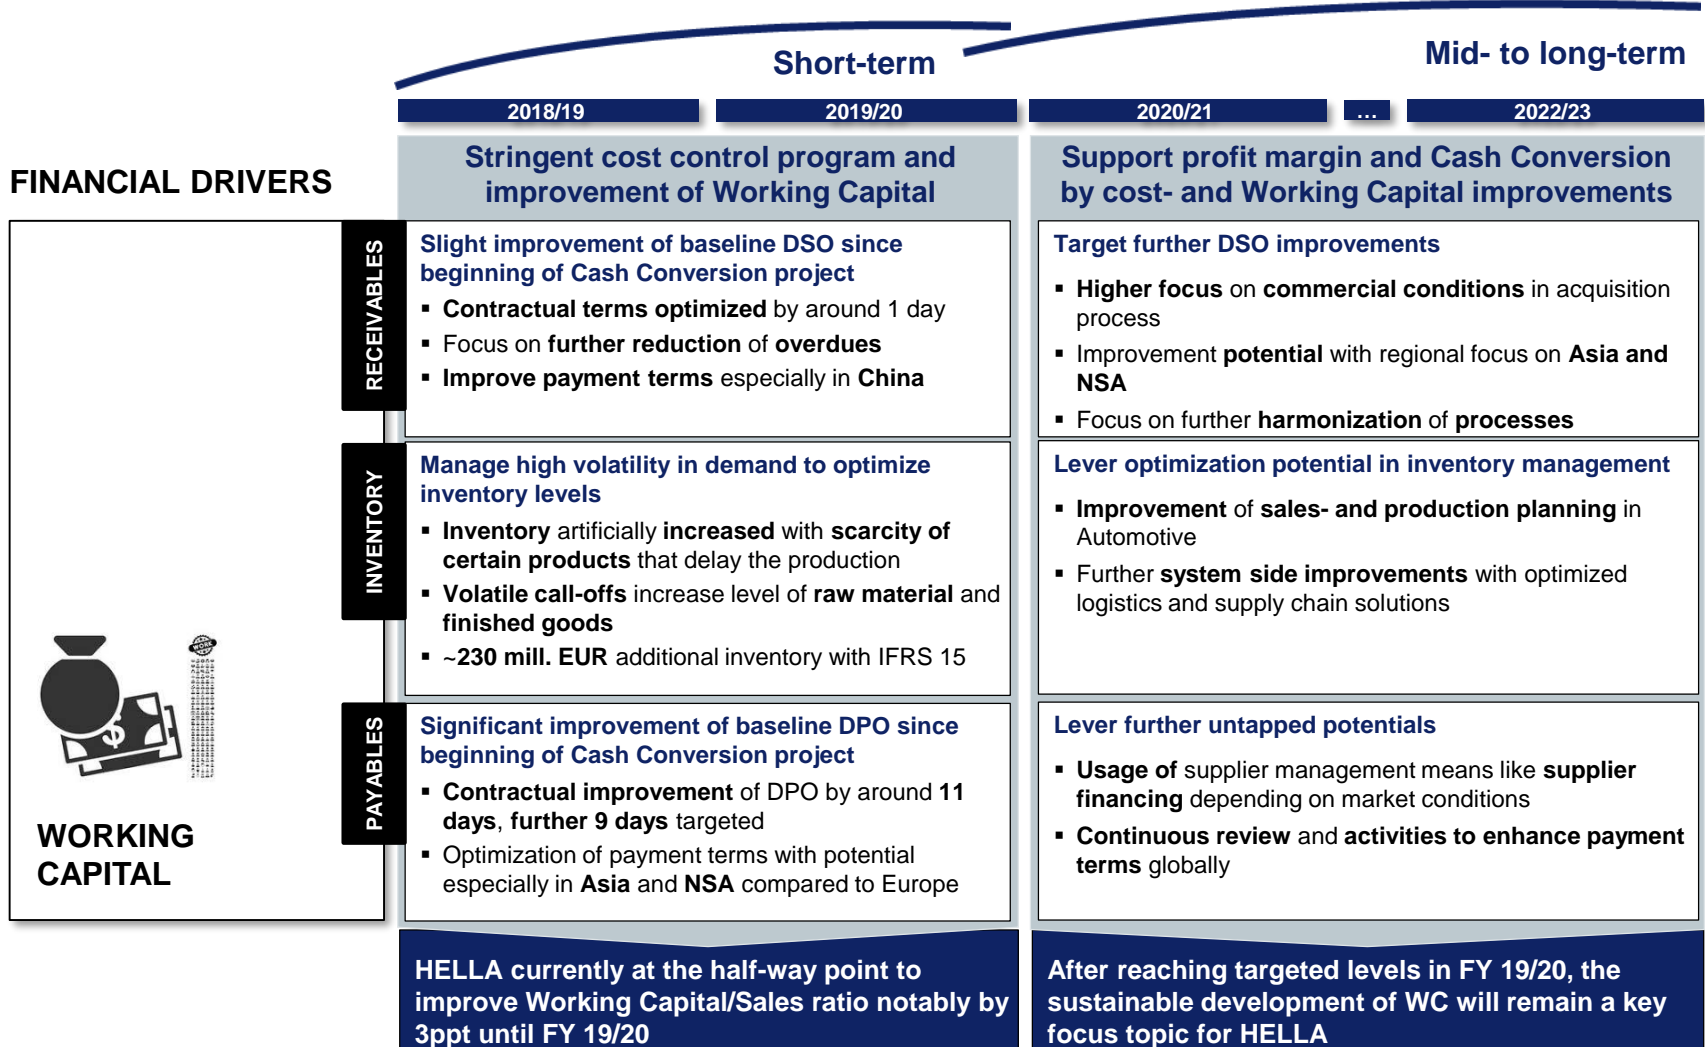 Short-term
Mid- to long-term
2018/19
2019/20
2020/21
...
2022/23
FINANCIAL DRIVERS
Stringent cost control program and
improvement of Working Capital
Support profit margin and Cash Conversion
by cost- and Working Capital improvements
RECEIVABLES
Slight improvement of baseline DSO since
beginning of Cash Conversion project
▪ Contractual terms optimized by around 1 day
▪ Focus on further reduction of overdues
▪ Improve payment terms especially in China
Target further DSO improvements
▪ Higher focus on commercial conditions in acquisition
process
▪ Improvement potential with regional focus on Asia and
NSA
▪ Focus on further harmonization of processes
INVENTORY
Manage high volatility in demand to optimize
inventory levels
▪ Inventory artificially increased with scarcity of
certain products that delay the production
▪ Volatile call-offs increase level of raw material and
finished goods
▪ ~230 mill. EUR additional inventory with IFRS 15
Lever optimization potential in inventory management
▪ Improvement of sales- and production planning in
Automotive
▪ Further system side improvements with optimized
logistics and supply chain solutions
PAYABLES
Significant improvement of baseline DPO since
beginning of Cash Conversion project
▪ Contractual improvement of DPO by around 11
days, further 9 days targeted
▪ Optimization of payment terms with potential
especially in Asia and NSA compared to Europe
Lever further untapped potentials
▪ Usage of supplier management means like supplier
financing depending on market conditions
▪ Continuous review and activities to enhance payment
terms globally
WORK
$
WORKING
CAPITAL
HELLA currently at the half-way point to
improve Working Capital/Sales ratio notably by
3ppt until FY 19/20
After reaching targeted levels in FY 19/20, the
sustainable development of WC will remain a key
focus topic for HELLA